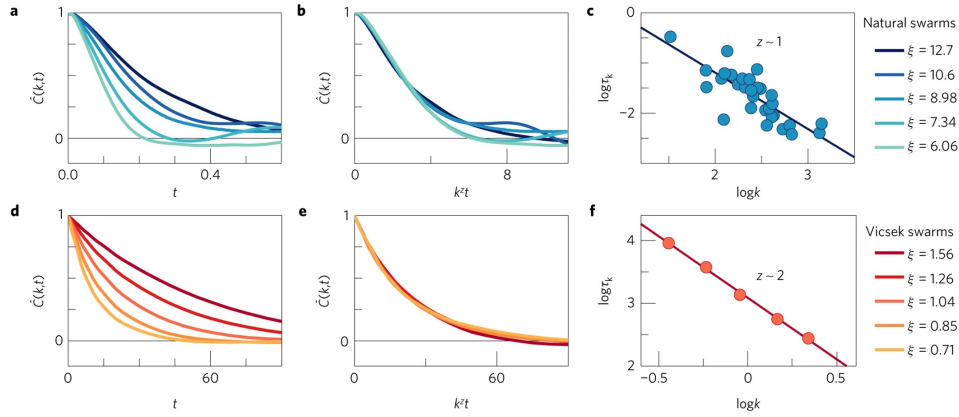 a
1
0
Ĉ(k,t)
0.0
0.4
t
b
1
0
Ĉ(k,t)
0
8
kᶻt
c
0
−2
logτₖ
z ~ 1
2
3
logk
Natural swarms
ξ = 12.7
ξ = 10.6
ξ = 8.98
ξ = 7.34
ξ = 6.06
d
1
0
Ĉ(k,t)
0
60
t
e
1
0
Ĉ(k,t)
0
60
kᶻt
f
4
3
2
logτₖ
z ~ 2
−0.5
0
0.5
logk
Vicsek swarms
ξ = 1.56
ξ = 1.26
ξ = 1.04
ξ = 0.85
ξ = 0.71